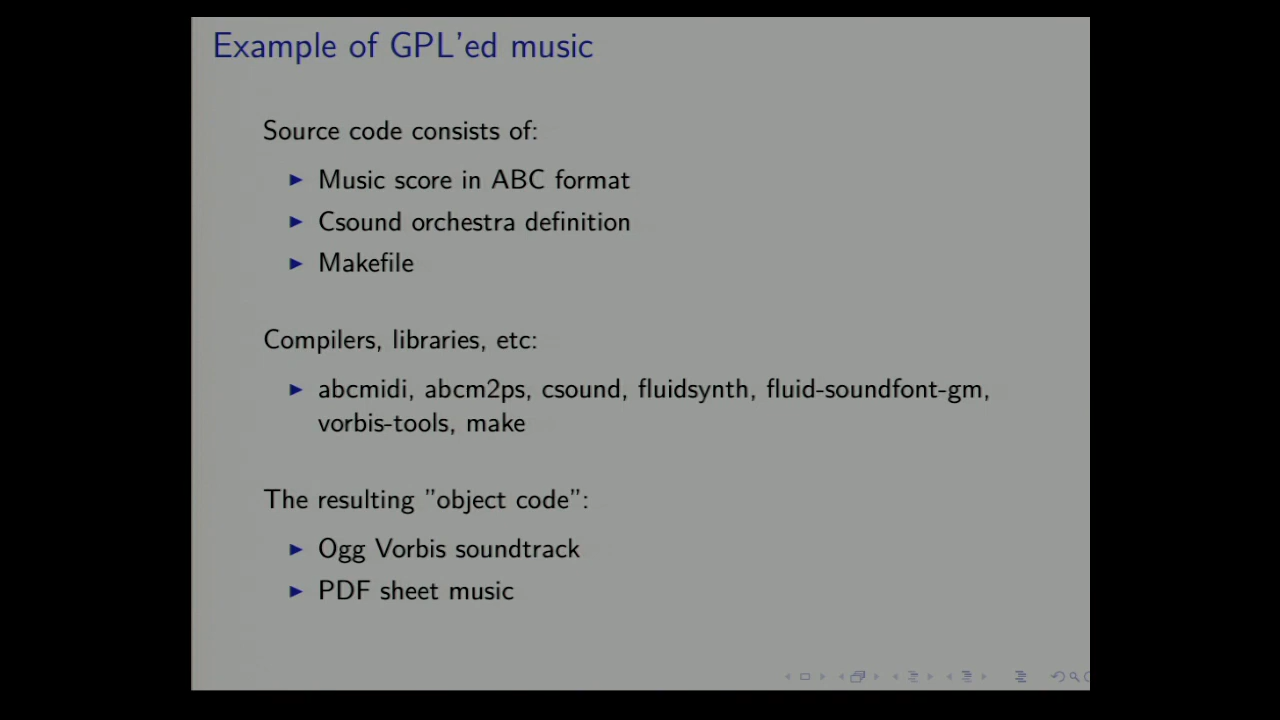 Example of GPL'ed music
Source code consists of:
Music score in ABC format
Csound orchestra definition
Makefile
Compilers, libraries, etc:
abcmidi, abcm2ps, csound, fluidsynth, fluid-soundfont-gm,
vorbis-tools, make
The resulting "object code":
Ogg Vorbis soundtrack
PDF sheet music